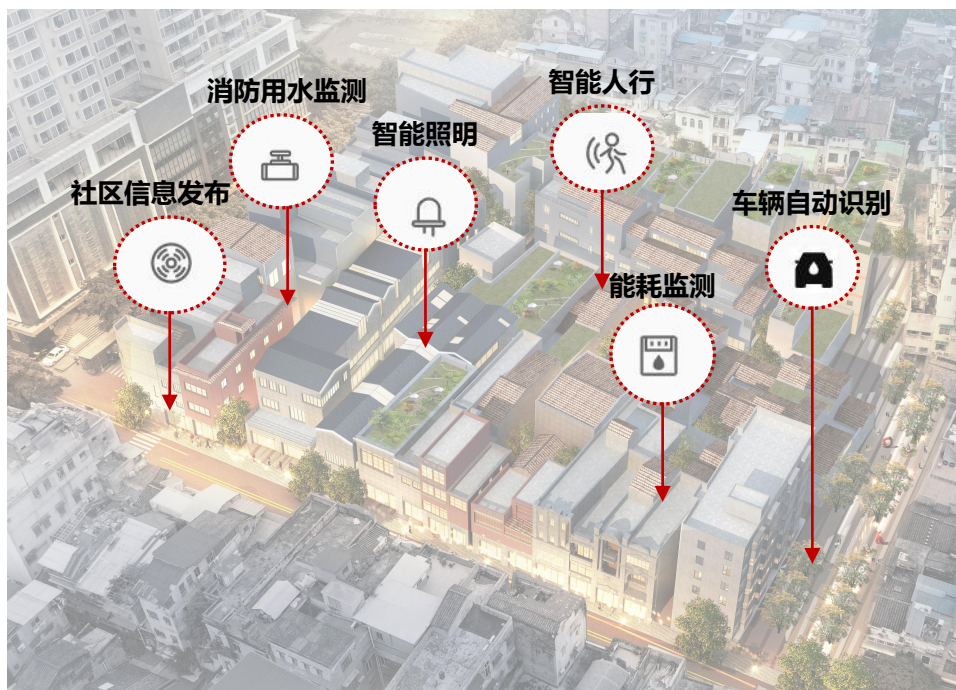 消防用水监测
智能人行
智能照明
社区信息发布
车辆自动识别
能耗监测